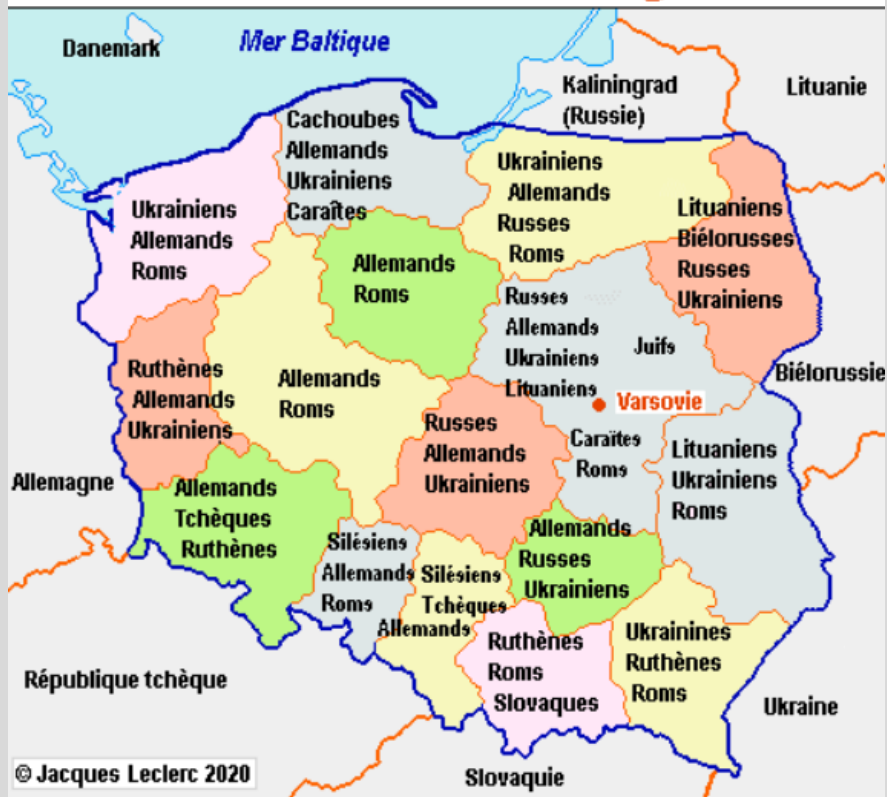 Danemark
Mer Baltique
Kaliningrad
(Russie)
Lituanie
Cachoubes
Allemands
Ukrainiens
Caraïtes
Ukrainiens
Allemands
Russes
Roms
Lituaniens
Biélorusses
Russes
Ukrainiens
Ukrainiens
Allemands
Roms
Allemands
Roms
Russes
Allemands
Ukrainiens
Lituaniens
Juifs
Varsovie
Caraïtes
Roms
Biélorussie
Ruthènes
Allemands
Ukrainiens
Allemands
Roms
Russes
Allemands
Ukrainiens
Lituaniens
Ukrainiens
Roms
Allemagne
Allemands
Tchèques
Ruthènes
Silésiens
Allemands
Roms
Silésiens
Tchèques
Allemands
Allemands
Russes
Ukrainiens
Ruthènes
Roms
Slovaques
Ukrainines
Ruthènes
Roms
République tchèque
Ukraine
Slovaquie
© Jacques Leclerc 2020